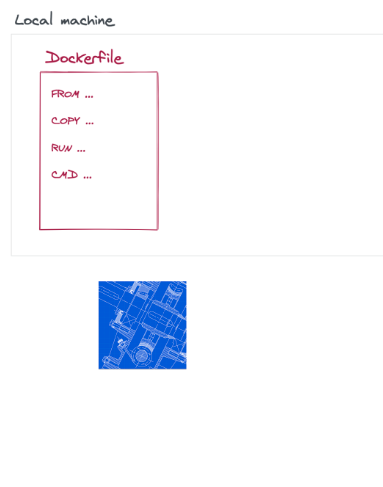 Local machine
Dockerfile
FROM ...
COPY ...
RUN ...
CMD ...